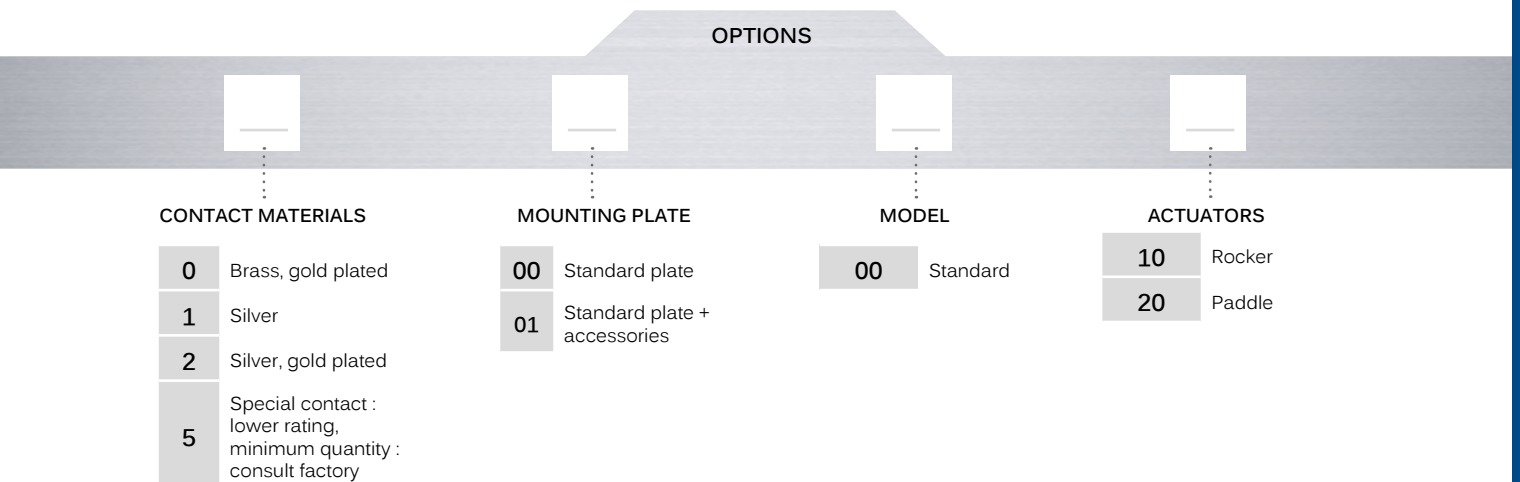 OPTIONS
CONTACT MATERIALS
0 Brass, gold plated
1 Silver
2 Silver, gold plated
5 Special contact :
lower rating,
minimum quantity :
consult factory
MOUNTING PLATE
00 Standard plate
01 Standard plate +
accessories
MODEL
00 Standard
ACTUATORS
10 Rocker
20 Paddle